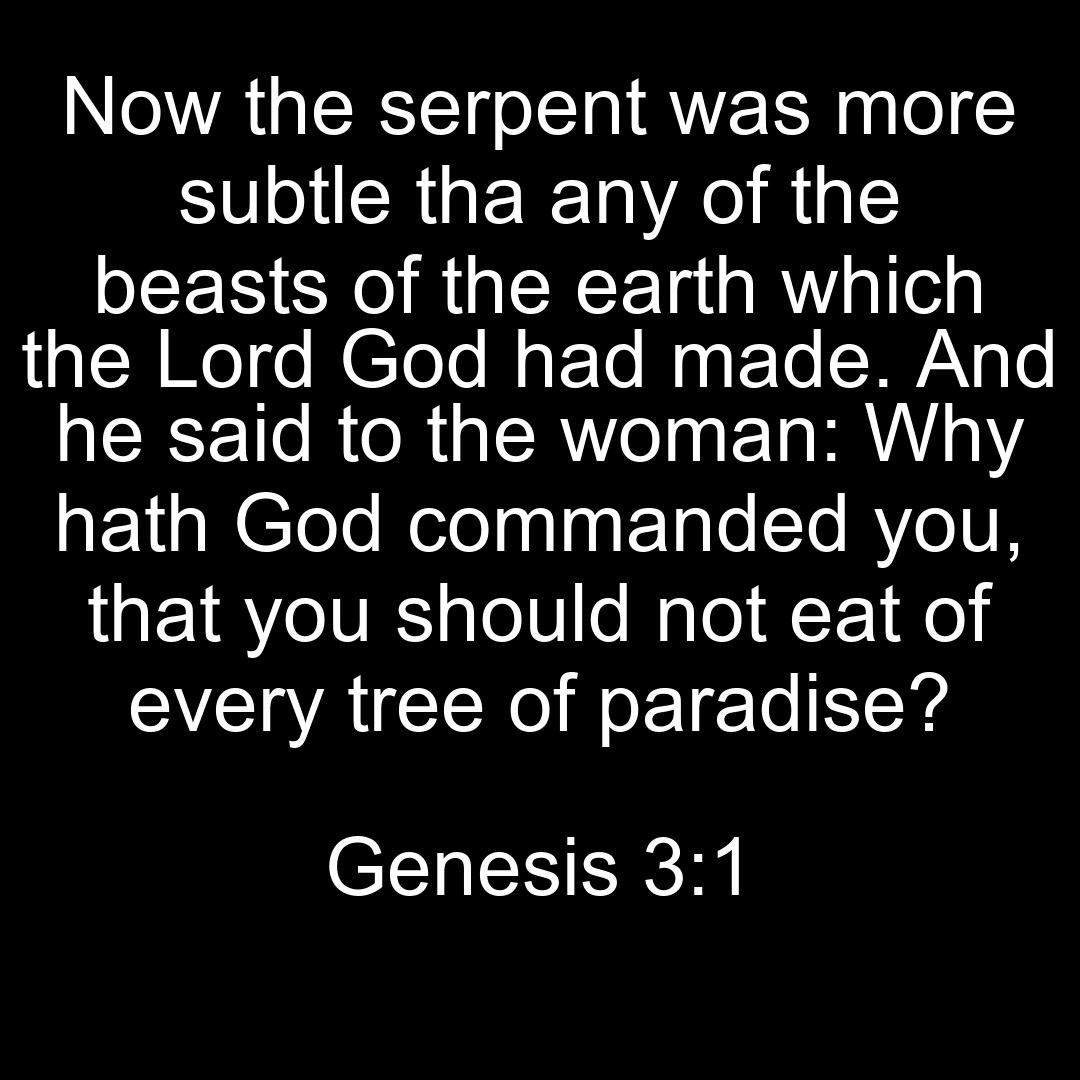 Now the serpent was more
subtle tha any of the
beasts of the earth which
the Lord God had made. And
he said to the woman: Why
hath God commanded you,
that you should not eat of
every tree of paradise?
Genesis 3:1